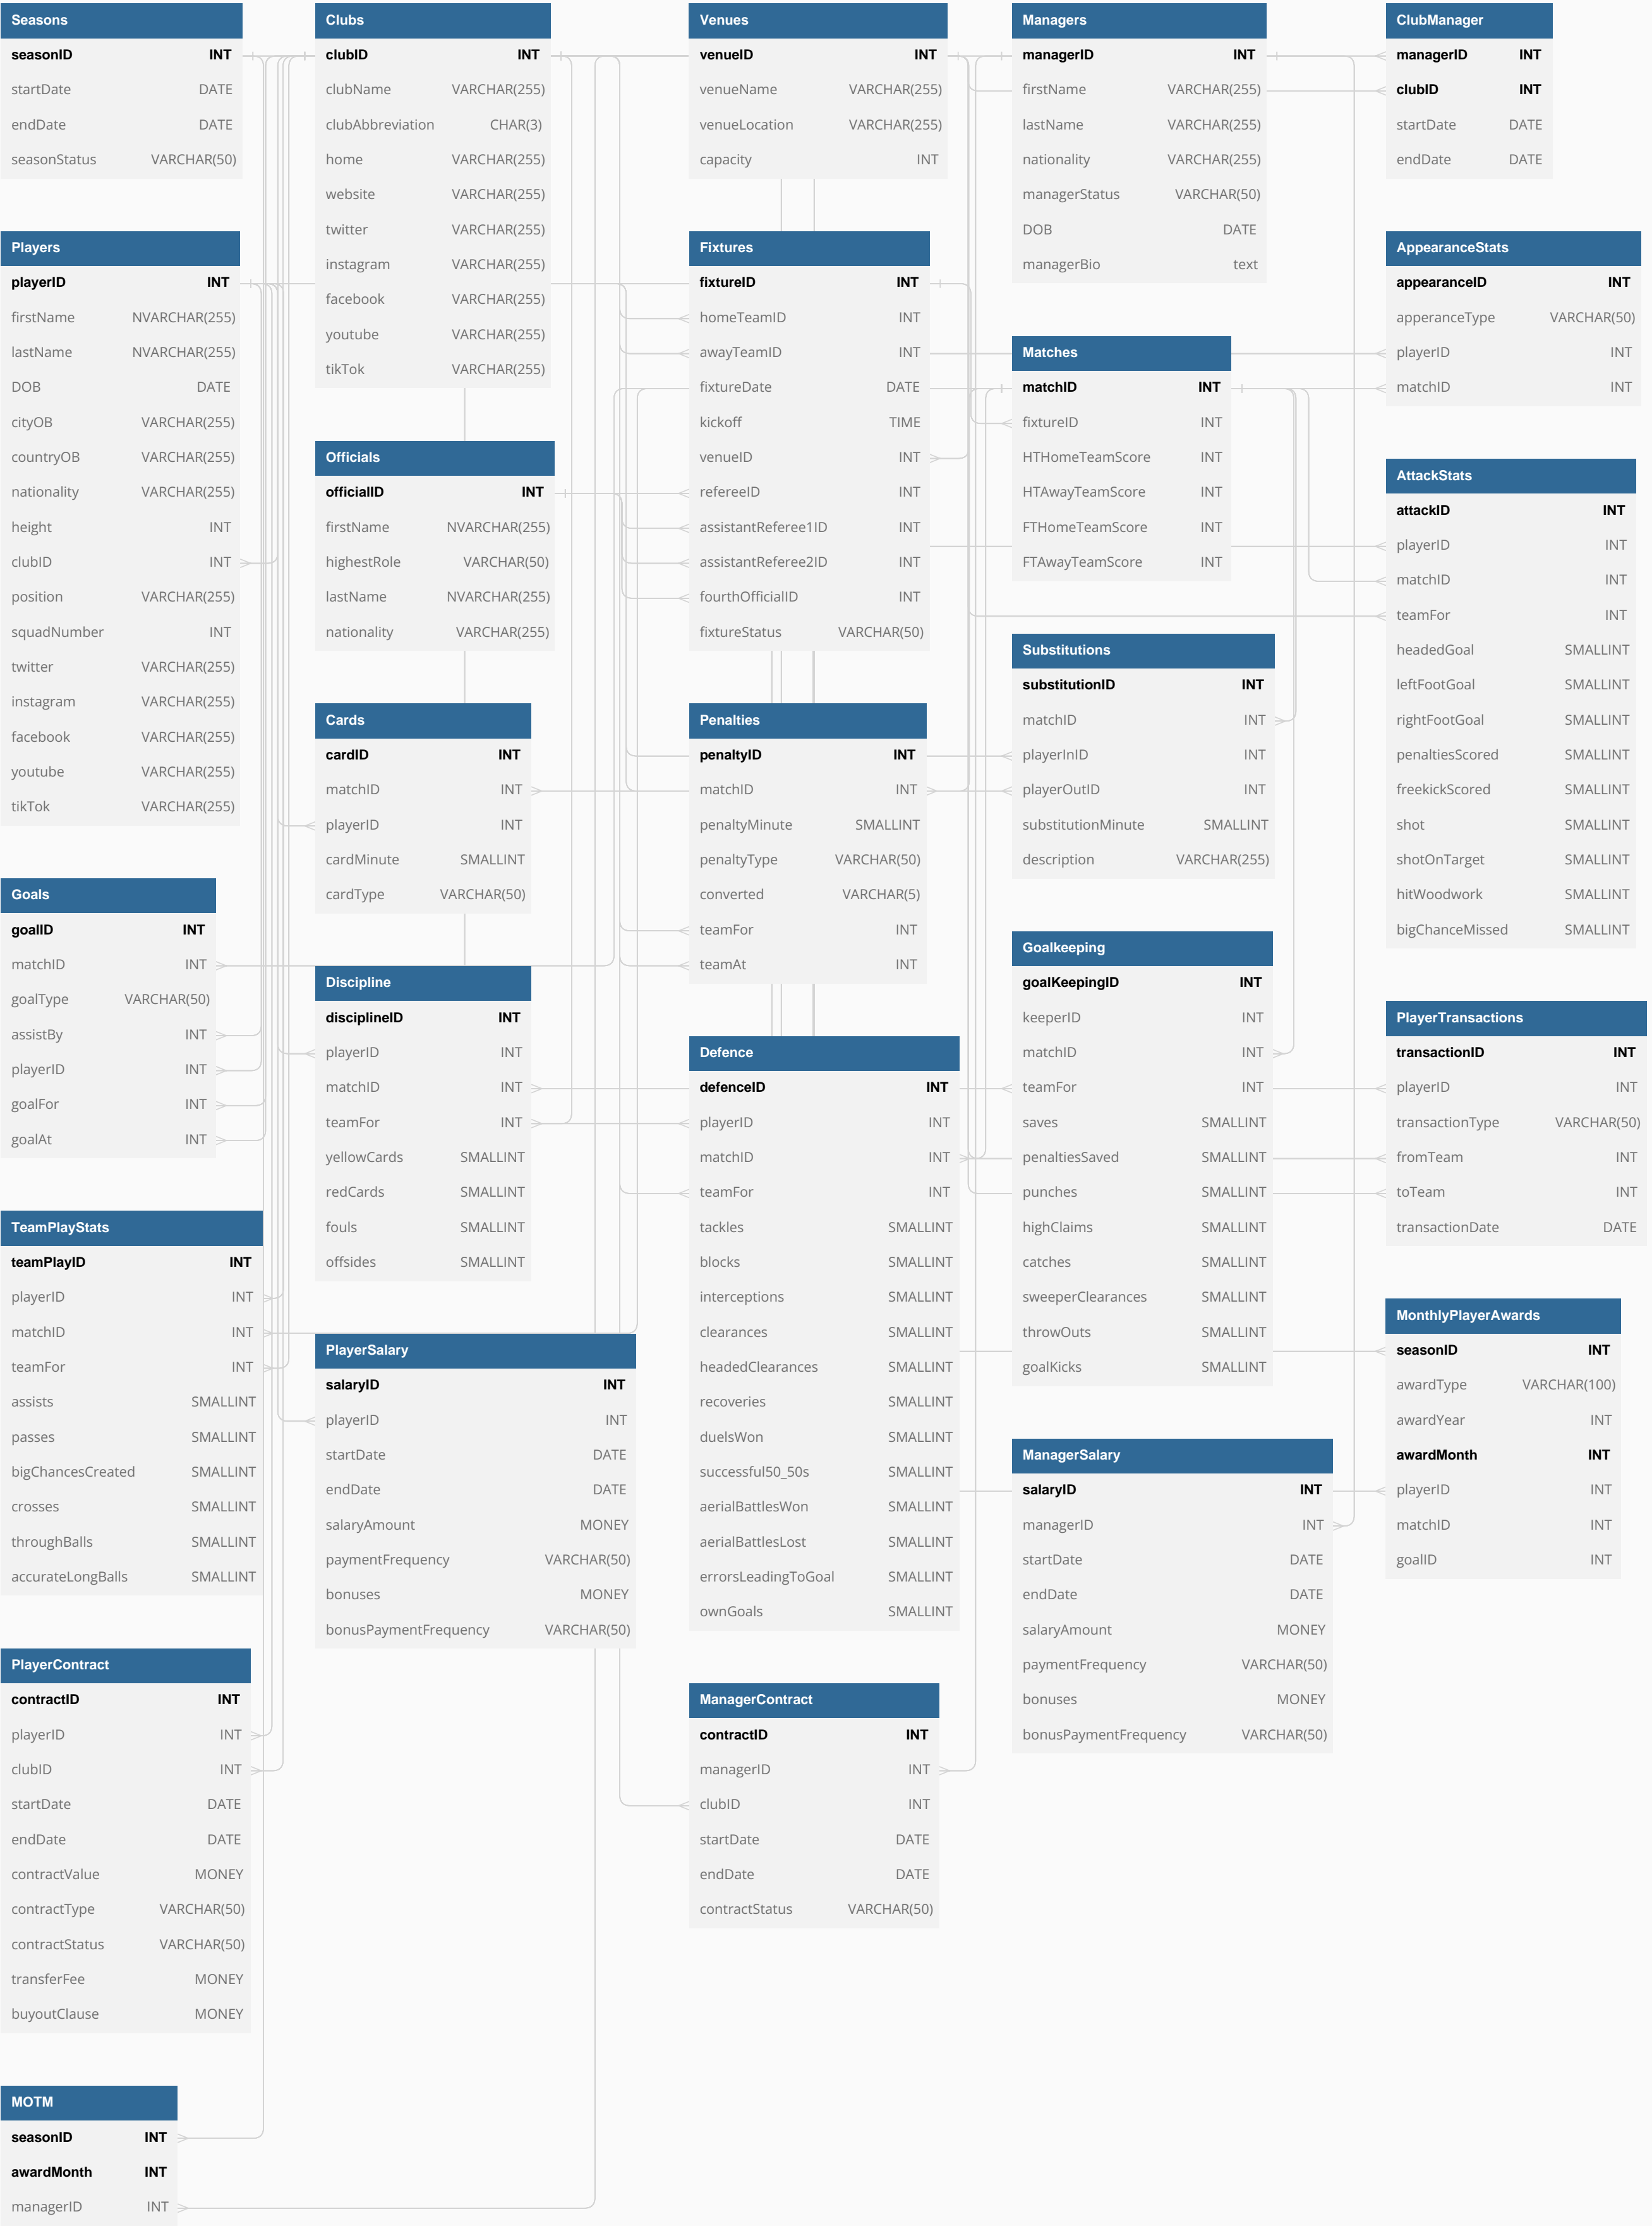 Seasons
seasonID INT
startDate DATE
endDate DATE
seasonStatus VARCHAR(50)
Players
playerID INT
firstName NVARCHAR(255)
lastName NVARCHAR(255)
DOB DATE
cityOB VARCHAR(255)
countryOB VARCHAR(255)
nationality VARCHAR(255)
height INT
clubID INT
position VARCHAR(255)
squadNumber INT
twitter VARCHAR(255)
instagram VARCHAR(255)
facebook VARCHAR(255)
youtube VARCHAR(255)
tikTok VARCHAR(255)
Goals
goalID INT
matchID INT
goalType VARCHAR(50)
assistBy INT
playerID INT
goalFor INT
goalAt INT
TeamPlayStats
teamPlayID INT
playerID INT
matchID INT
teamFor INT
assists SMALLINT
passes SMALLINT
bigChancesCreated SMALLINT
crosses SMALLINT
throughBalls SMALLINT
accurateLongBalls SMALLINT
PlayerContract
contractID INT
playerID INT
clubID INT
startDate DATE
endDate DATE
contractValue MONEY
contractType VARCHAR(50)
contractStatus VARCHAR(50)
transferFee MONEY
buyoutClause MONEY
MOTM
seasonID INT
awardMonth INT
managerID INT
Clubs
clubID INT
clubName VARCHAR(255)
clubAbbreviation CHAR(3)
home VARCHAR(255)
website VARCHAR(255)
twitter VARCHAR(255)
instagram VARCHAR(255)
facebook VARCHAR(255)
youtube VARCHAR(255)
tikTok VARCHAR(255)
Officials
officialID INT
firstName NVARCHAR(255)
highestRole VARCHAR(50)
lastName NVARCHAR(255)
nationality VARCHAR(255)
Cards
cardID INT
matchID INT
playerID INT
cardMinute SMALLINT
cardType VARCHAR(50)
Discipline
disciplineID INT
playerID INT
matchID INT
teamFor INT
yellowCards SMALLINT
redCards SMALLINT
fouls SMALLINT
offsides SMALLINT
PlayerSalary
salaryID INT
playerID INT
startDate DATE
endDate DATE
salaryAmount MONEY
paymentFrequency VARCHAR(50)
bonuses MONEY
bonusPaymentFrequency VARCHAR(50)
Venues
venueID INT
venueName VARCHAR(255)
venueLocation VARCHAR(255)
capacity INT
Fixtures
fixtureID INT
homeTeamID INT
awayTeamID INT
fixtureDate DATE
kickoff TIME
venueID INT
refereeID INT
assistantReferee1ID INT
assistantReferee2ID INT
fourthOfficialID INT
fixtureStatus VARCHAR(50)
Penalties
penaltyID INT
matchID INT
penaltyMinute SMALLINT
penaltyType VARCHAR(50)
converted VARCHAR(5)
teamFor INT
teamAt INT
Defence
defenceID INT
playerID INT
matchID INT
teamFor INT
tackles SMALLINT
blocks SMALLINT
interceptions SMALLINT
clearances SMALLINT
headedClearances SMALLINT
recoveries SMALLINT
duelsWon SMALLINT
successful50_50s SMALLINT
aerialBattlesWon SMALLINT
aerialBattlesLost SMALLINT
errorsLeadingToGoal SMALLINT
ownGoals SMALLINT
ManagerContract
contractID INT
managerID INT
clubID INT
startDate DATE
endDate DATE
contractStatus VARCHAR(50)
Managers
managerID INT
firstName VARCHAR(255)
lastName VARCHAR(255)
nationality VARCHAR(255)
managerStatus VARCHAR(50)
DOB DATE
managerBio text
Matches
matchID INT
fixtureID INT
HTHomeTeamScore INT
HTAwayTeamScore INT
FTHomeTeamScore INT
FTAwayTeamScore INT
Substitutions
substitutionID INT
matchID INT
playerInID INT
playerOutID INT
substitutionMinute SMALLINT
description VARCHAR(255)
Goalkeeping
goalKeepingID INT
keeperID INT
matchID INT
teamFor INT
saves SMALLINT
penaltiesSaved SMALLINT
punches SMALLINT
highClaims SMALLINT
catches SMALLINT
sweeperClearances SMALLINT
throwOuts SMALLINT
goalKicks SMALLINT
ManagerSalary
salaryID INT
managerID INT
startDate DATE
endDate DATE
salaryAmount MONEY
paymentFrequency VARCHAR(50)
bonuses MONEY
bonusPaymentFrequency VARCHAR(50)
ClubManager
managerID INT
clubID INT
startDate DATE
endDate DATE
AppearanceStats
appearanceID INT
apperanceType VARCHAR(50)
playerID INT
matchID INT
AttackStats
attackID INT
playerID INT
matchID INT
teamFor INT
headedGoal SMALLINT
leftFootGoal SMALLINT
rightFootGoal SMALLINT
penaltiesScored SMALLINT
freekickScored SMALLINT
shot SMALLINT
shotOnTarget SMALLINT
hitWoodwork SMALLINT
bigChanceMissed SMALLINT
PlayerTransactions
transactionID INT
playerID INT
transactionType VARCHAR(50)
fromTeam INT
toTeam INT
transactionDate DATE
MonthlyPlayerAwards
seasonID INT
awardType VARCHAR(100)
awardYear INT
awardMonth INT
playerID INT
matchID INT
goalID INT